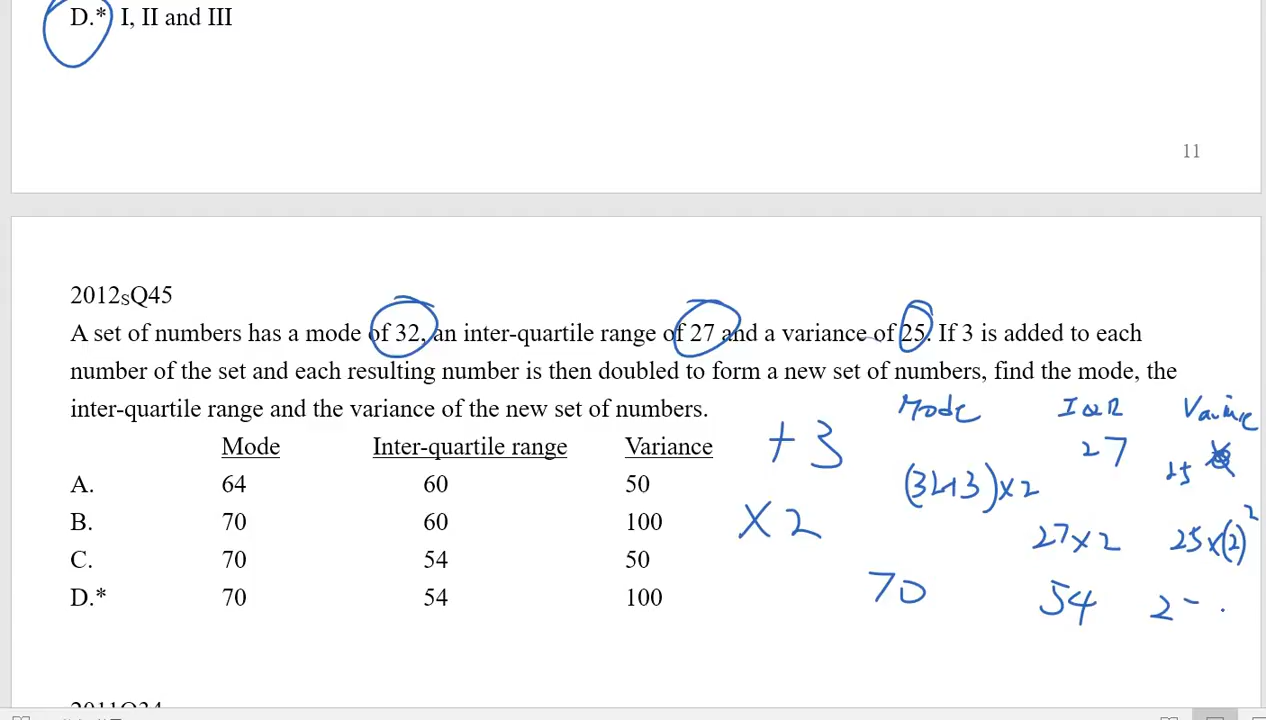 D.* I, II and III
11
2012sQ45
A set of numbers has a mode of 32, an inter-quartile range of 27 and a variance of 25. If 3 is added to each
number of the set and each resulting number is then doubled to form a new set of numbers, find the mode, the
inter-quartile range and the variance of the new set of numbers.
Mode IQR Variance
Mode Inter-quartile range Variance
+3 27
A. 64 60 50
(32+3)×2 25
B. 70 60 100
×2 27×2 25×(2)²
C. 70 54 50
D.* 70 54 100
70 54 2